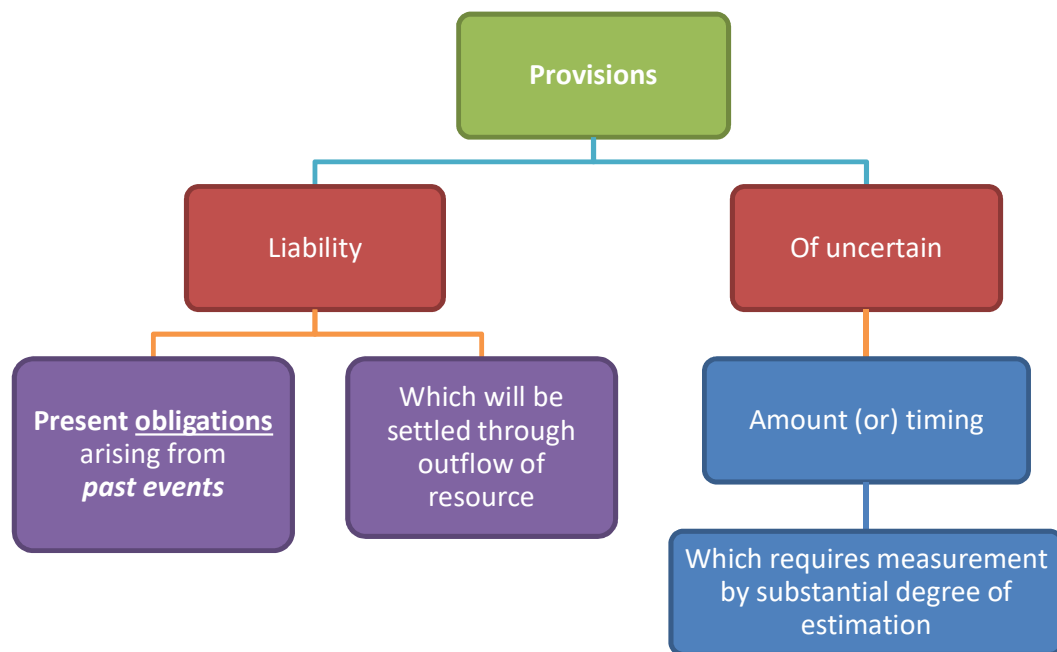 Provisions
Liability
Of uncertain
Present obligations
arising from
past events
Which will be
settled through
outflow of
resource
Amount (or) timing
Which requires measurement
by substantial degree of
estimation